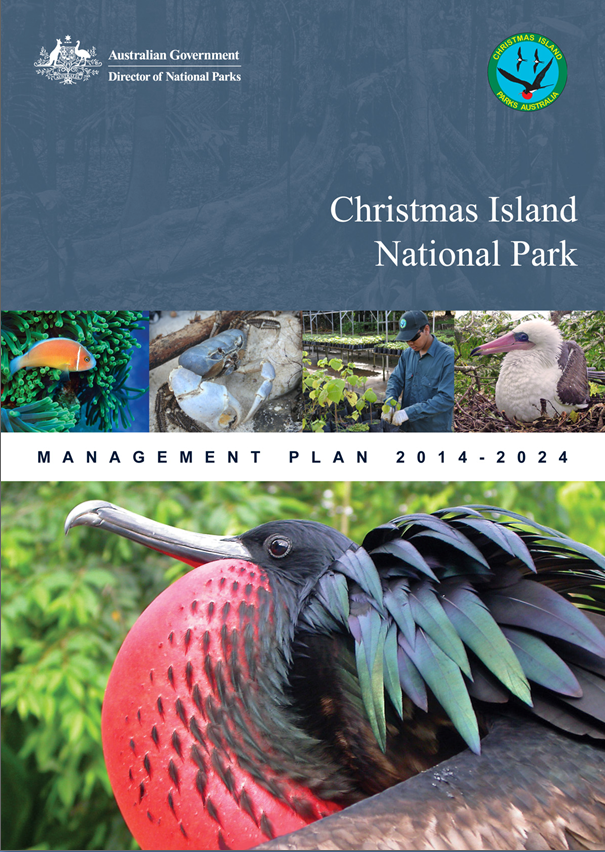 Australian Government
Director of National Parks
CHRISTMAS ISLAND
PARKS AUSTRALIA
Christmas Island
National Park
MANAGEMENT PLAN 2014-2024